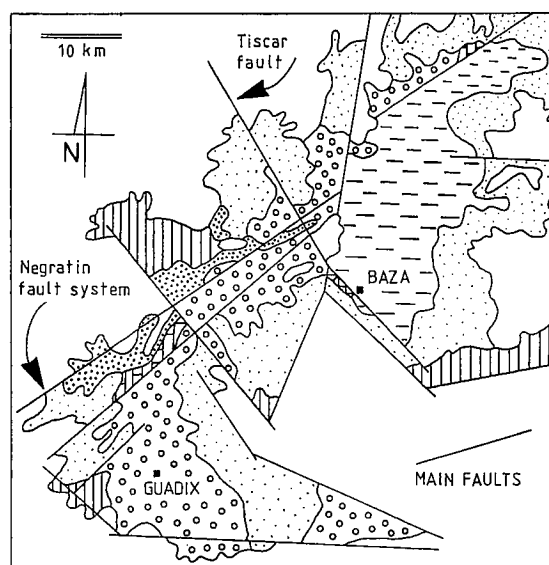 10 km
Tiscar
fault
N
Negratin
fault system
BAZA
GUADIX
MAIN FAULTS